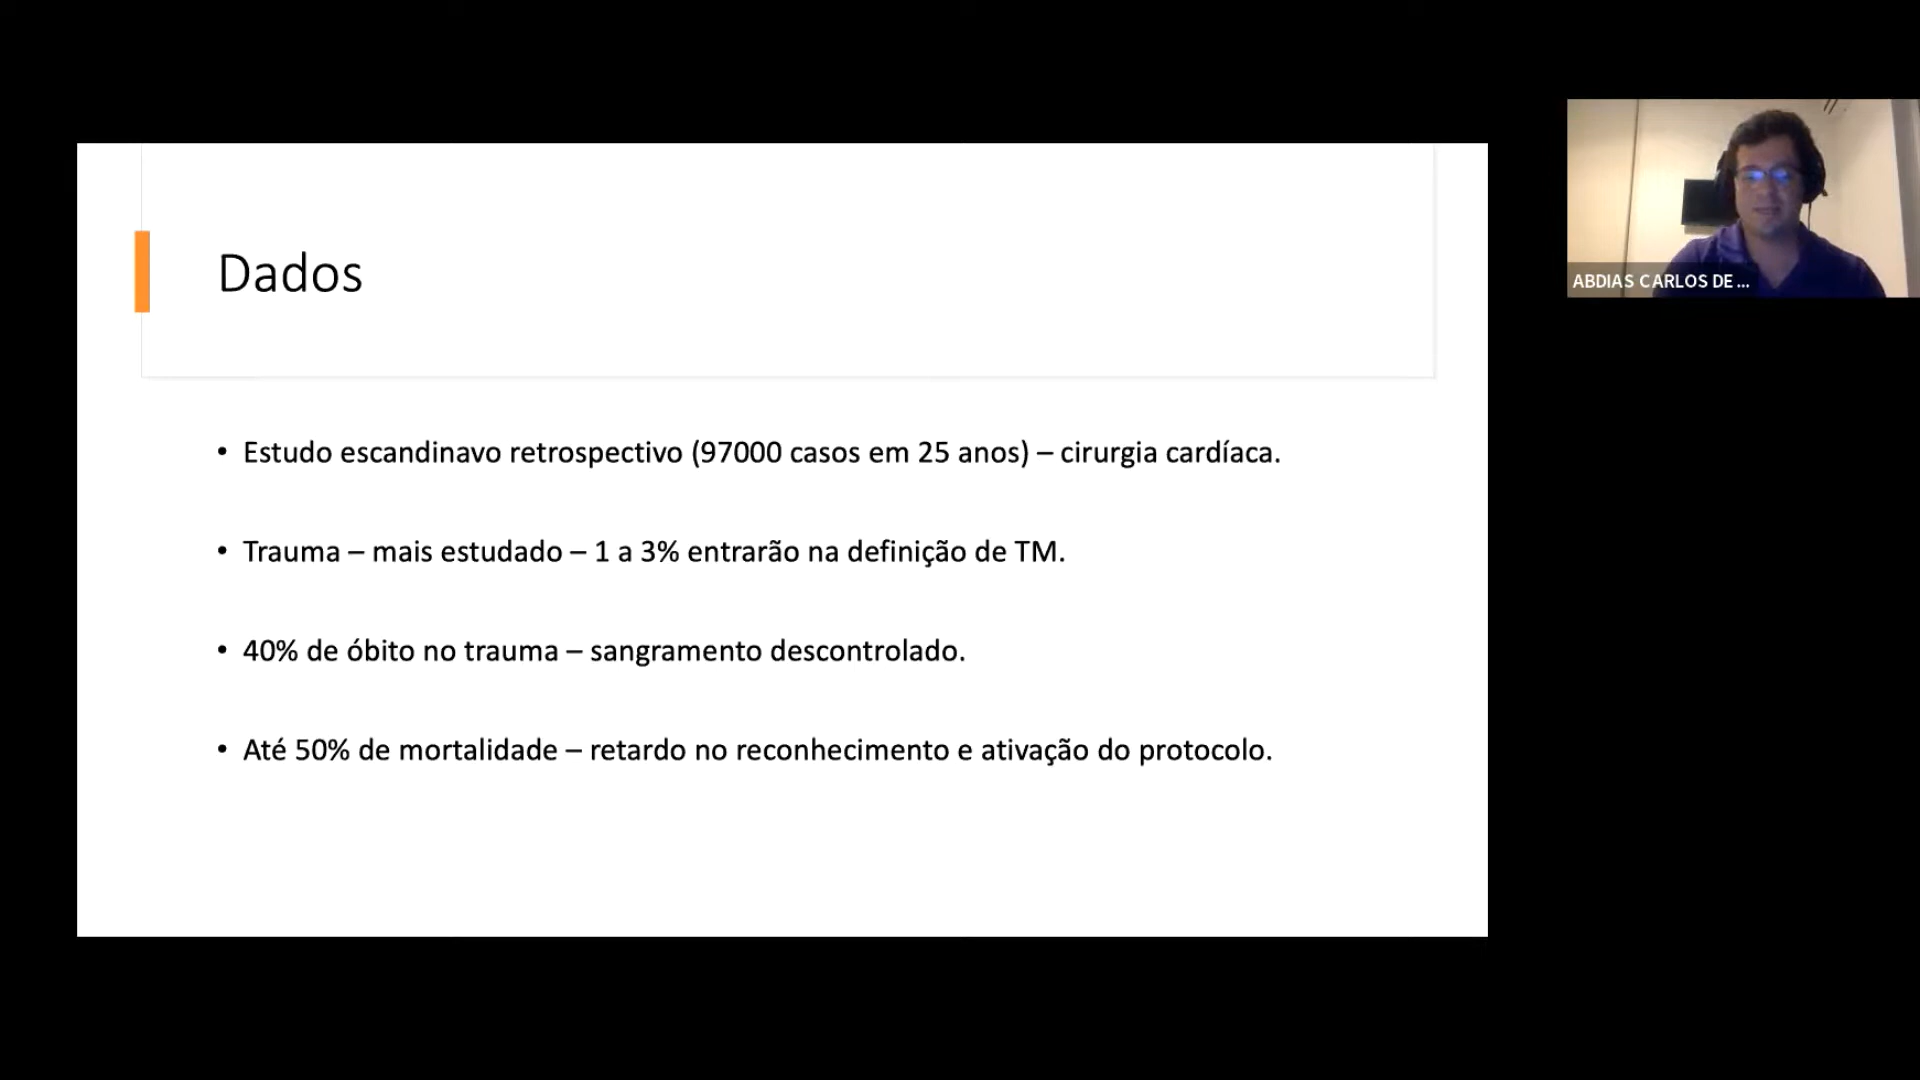 Dados
• Estudo escandinavo retrospectivo (97000 casos em 25 anos) – cirurgia cardíaca.
• Trauma – mais estudado – 1 a 3% entrarão na definição de TM.
• 40% de óbito no trauma – sangramento descontrolado.
• Até 50% de mortalidade – retardo no reconhecimento e ativação do protocolo.
ABDIAS CARLOS DE ...